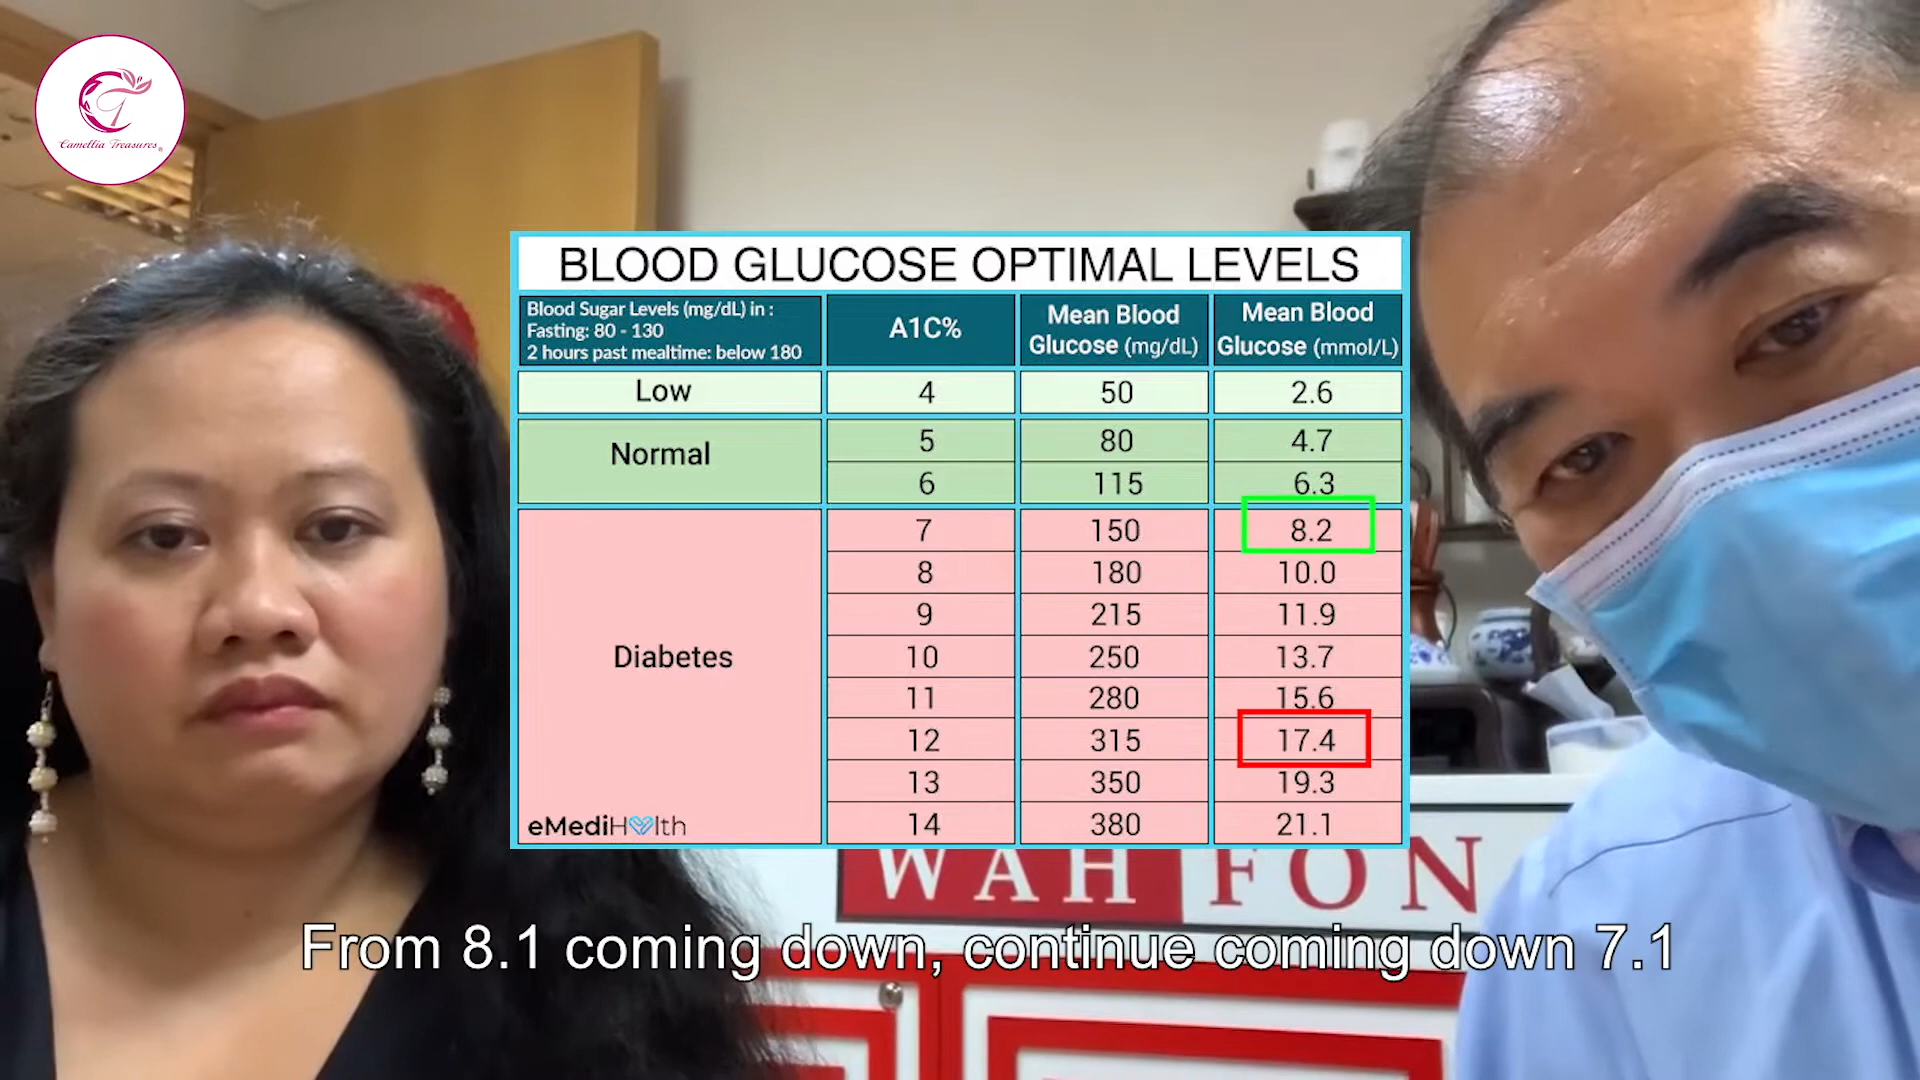 Camellia Treasures
BLOOD GLUCOSE OPTIMAL LEVELS
Blood Sugar Levels (mg/dL) in :
Fasting: 80 - 130
2 hours past mealtime: below 180
A1C%
Mean Blood
Glucose (mg/dL)
Mean Blood
Glucose (mmol/L)
Low 4 50 2.6
Normal
5 80 4.7
6 115 6.3
Diabetes
7 150 8.2
8 180 10.0
9 215 11.9
10 250 13.7
11 280 15.6
12 315 17.4
13 350 19.3
14 380 21.1
eMediHealth
WAH FON
From 8.1 coming down, continue coming down 7.1